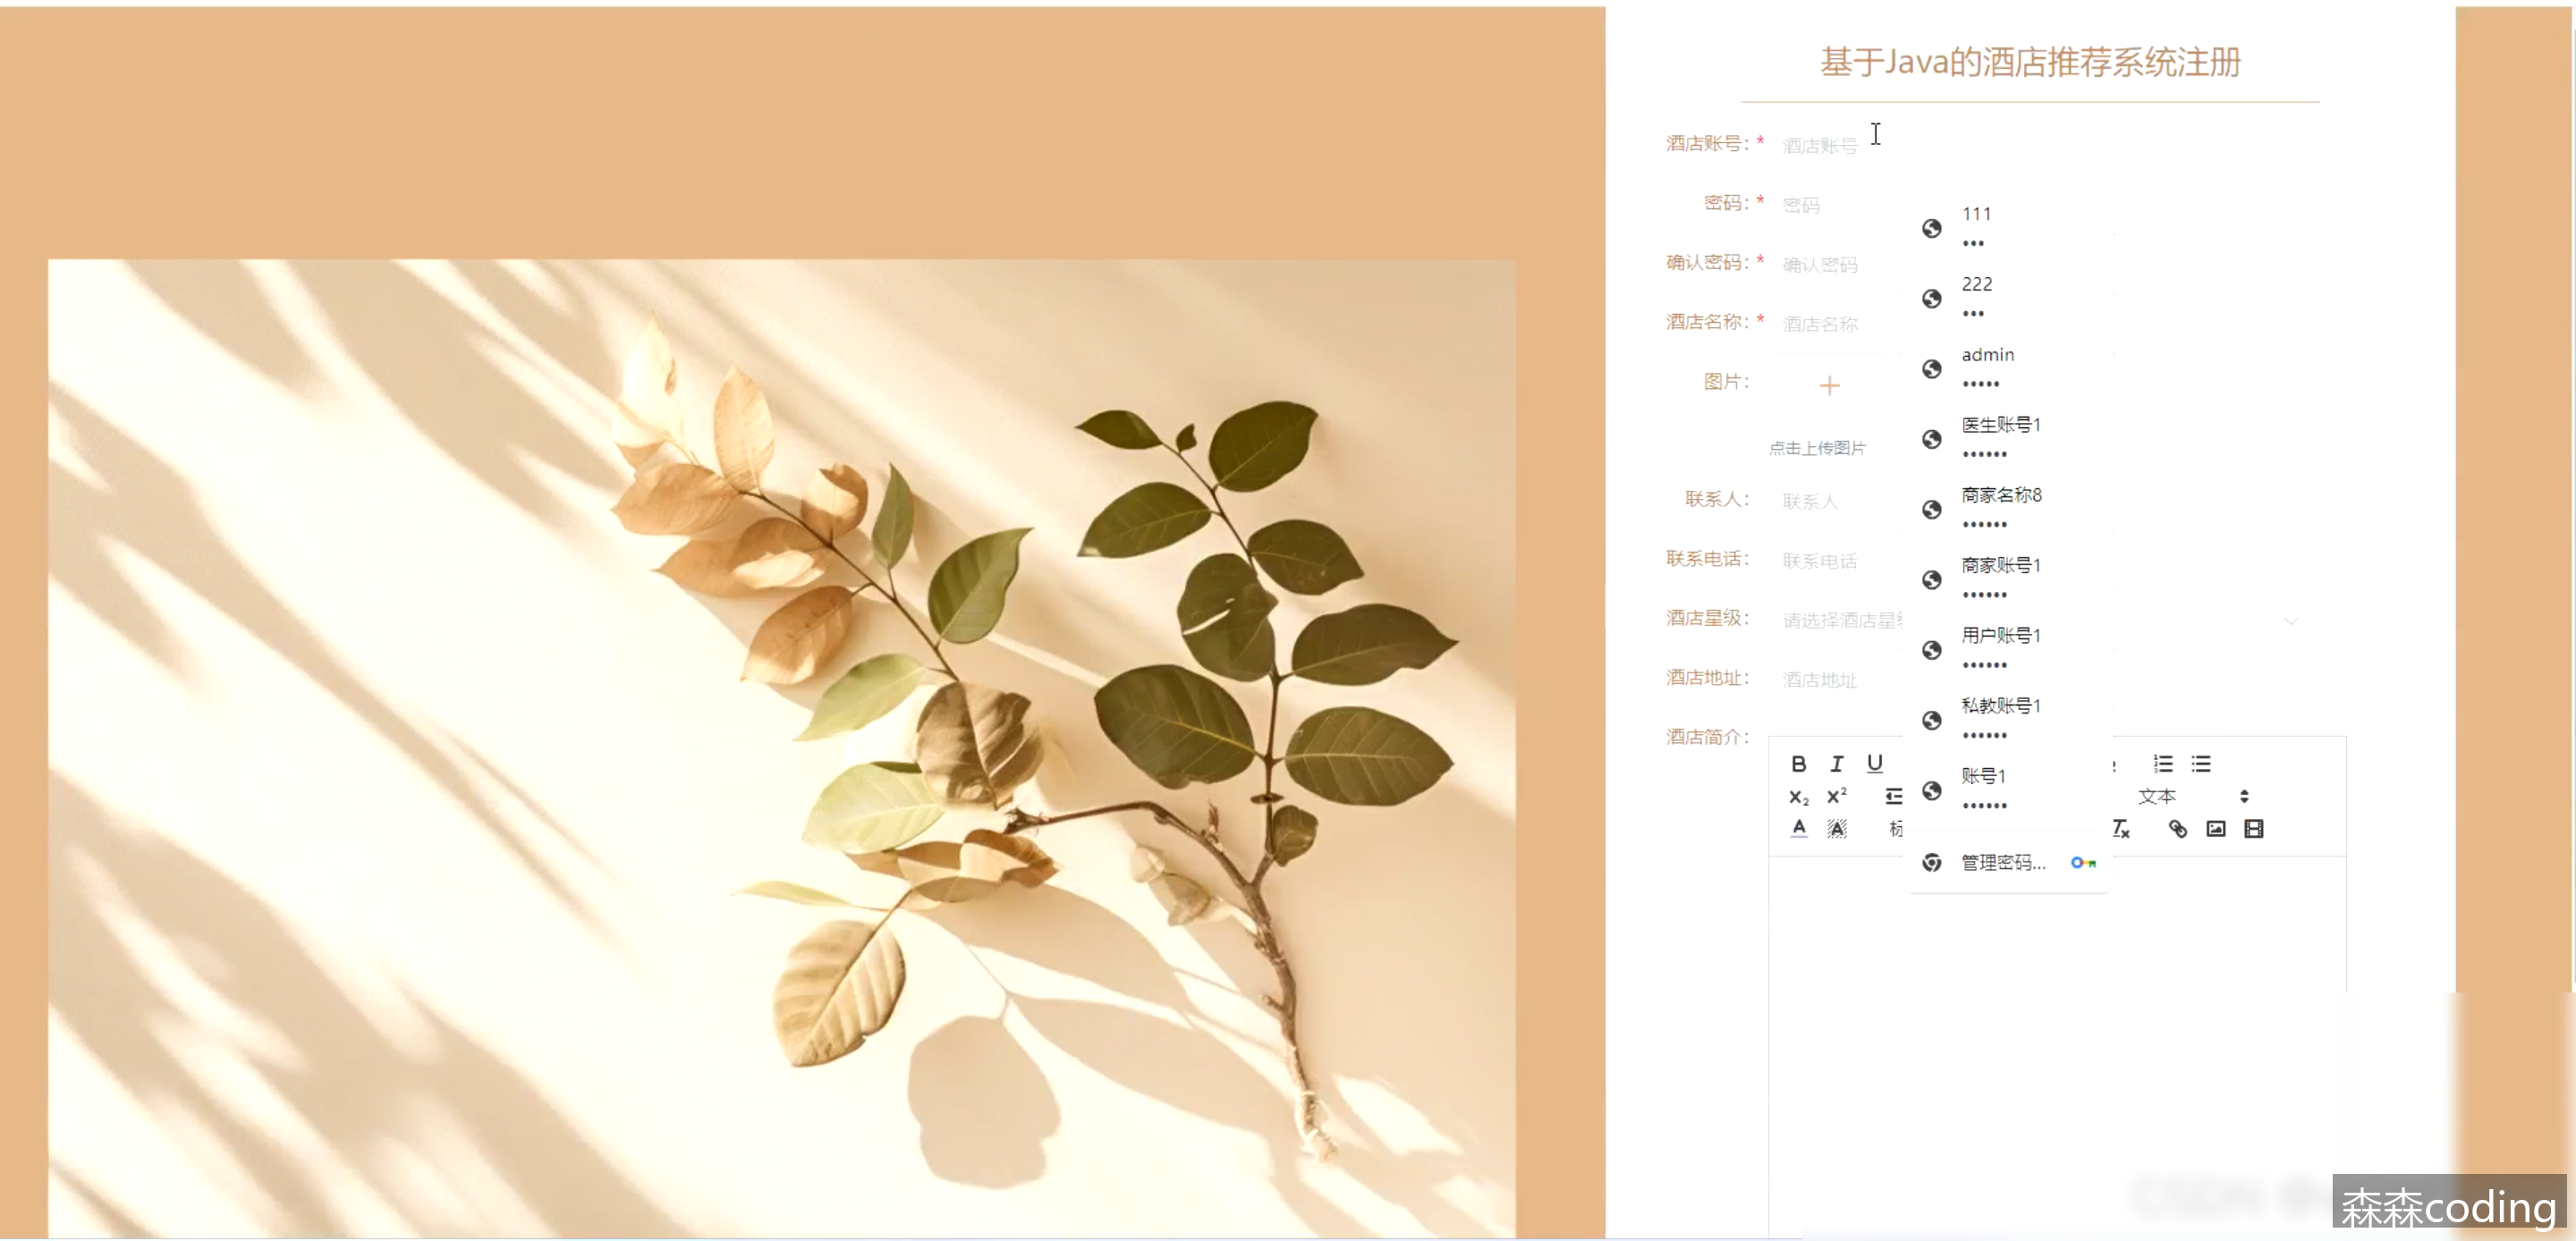 基于Java的酒店推荐系统注册
酒店账号：* 酒店账号
密码：* 密码
确认密码：* 确认密码
酒店名称：* 酒店名称
图片：
点击上传图片
联系人： 联系人
联系电话： 联系电话
酒店星级： 请选择酒店星
酒店地址： 酒店地址
酒店简介：
111
•••
222
•••
admin
•••••
医生账号1
••••••
商家名称8
••••••
商家账号1
••••••
用户账号1
••••••
私教账号1
••••••
账号1
••••••
管理密码...
B I U
X₂ X² 文本
A A 标 Tx
森森coding